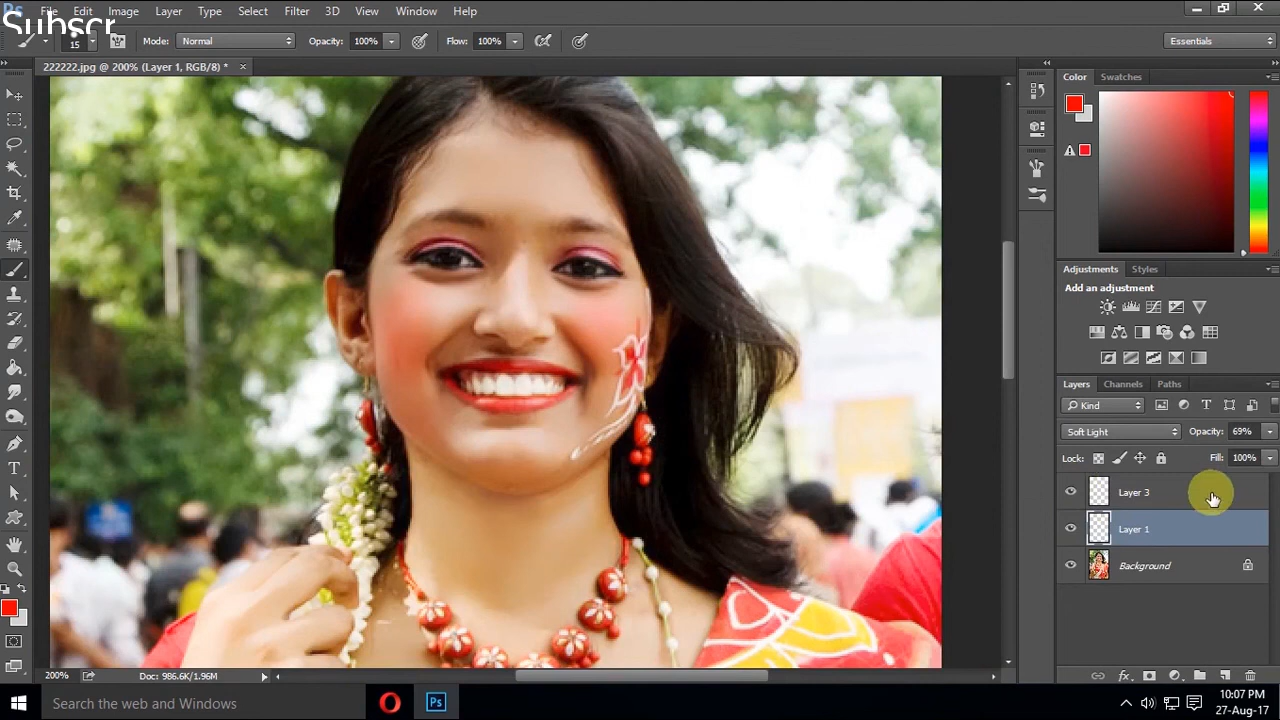 File Edit Image Layer Type Select Filter 3D View Window Help
Subscr
15 Mode: Normal Opacity: 100% Flow: 100% Essentials
222222.jpg @ 200% (Layer 1, RGB/8) *
Color Swatches
Adjustments Styles
Add an adjustment
Layers Channels Paths
Kind
Soft Light Opacity: 69%
Lock: Fill: 100%
Layer 3
Layer 1
Background
200% Doc: 986.6K/1.96M
Search the web and Windows
Ps
10:07 PM
27-Aug-17